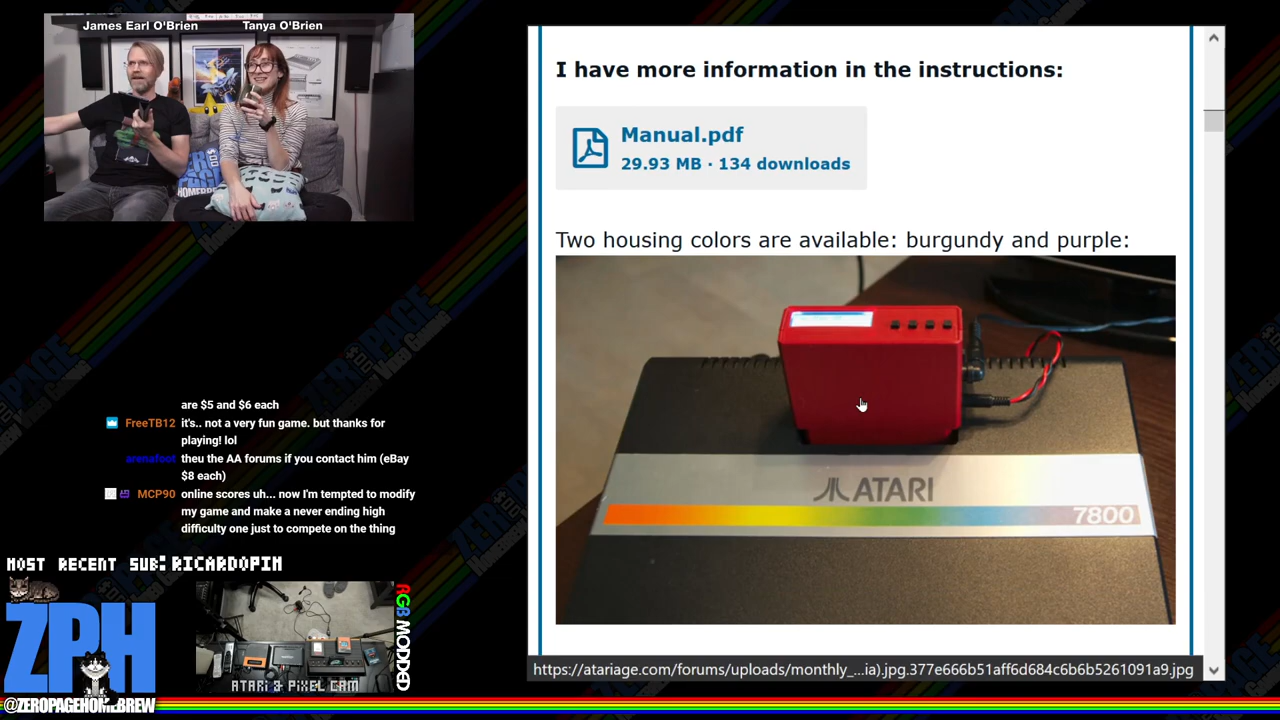 James Earl O'Brien
Tanya O'Brien
are $5 and $6 each
FreeTB12 it's.. not a very fun game. but thanks for
playing! lol
arenafoot theu the AA forums if you contact him (eBay
$8 each)
MCP90 online scores uh... now I'm tempted to modify
my game and make a never ending high
difficulty one just to compete on the thing
MOST RECENT SUB: RICARDOPIM
ZPH
RGB MODDED
ATARI & PIXEL CAM
@ZEROPAGEHOMEBREW
I have more information in the instructions:
Manual.pdf
29.93 MB · 134 downloads
Two housing colors are available: burgundy and purple:
ATARI
7800
https://atariage.com/forums/uploads/monthly_...ia).jpg.377e666b51aff6d684c6b6b5261091a9.jpg